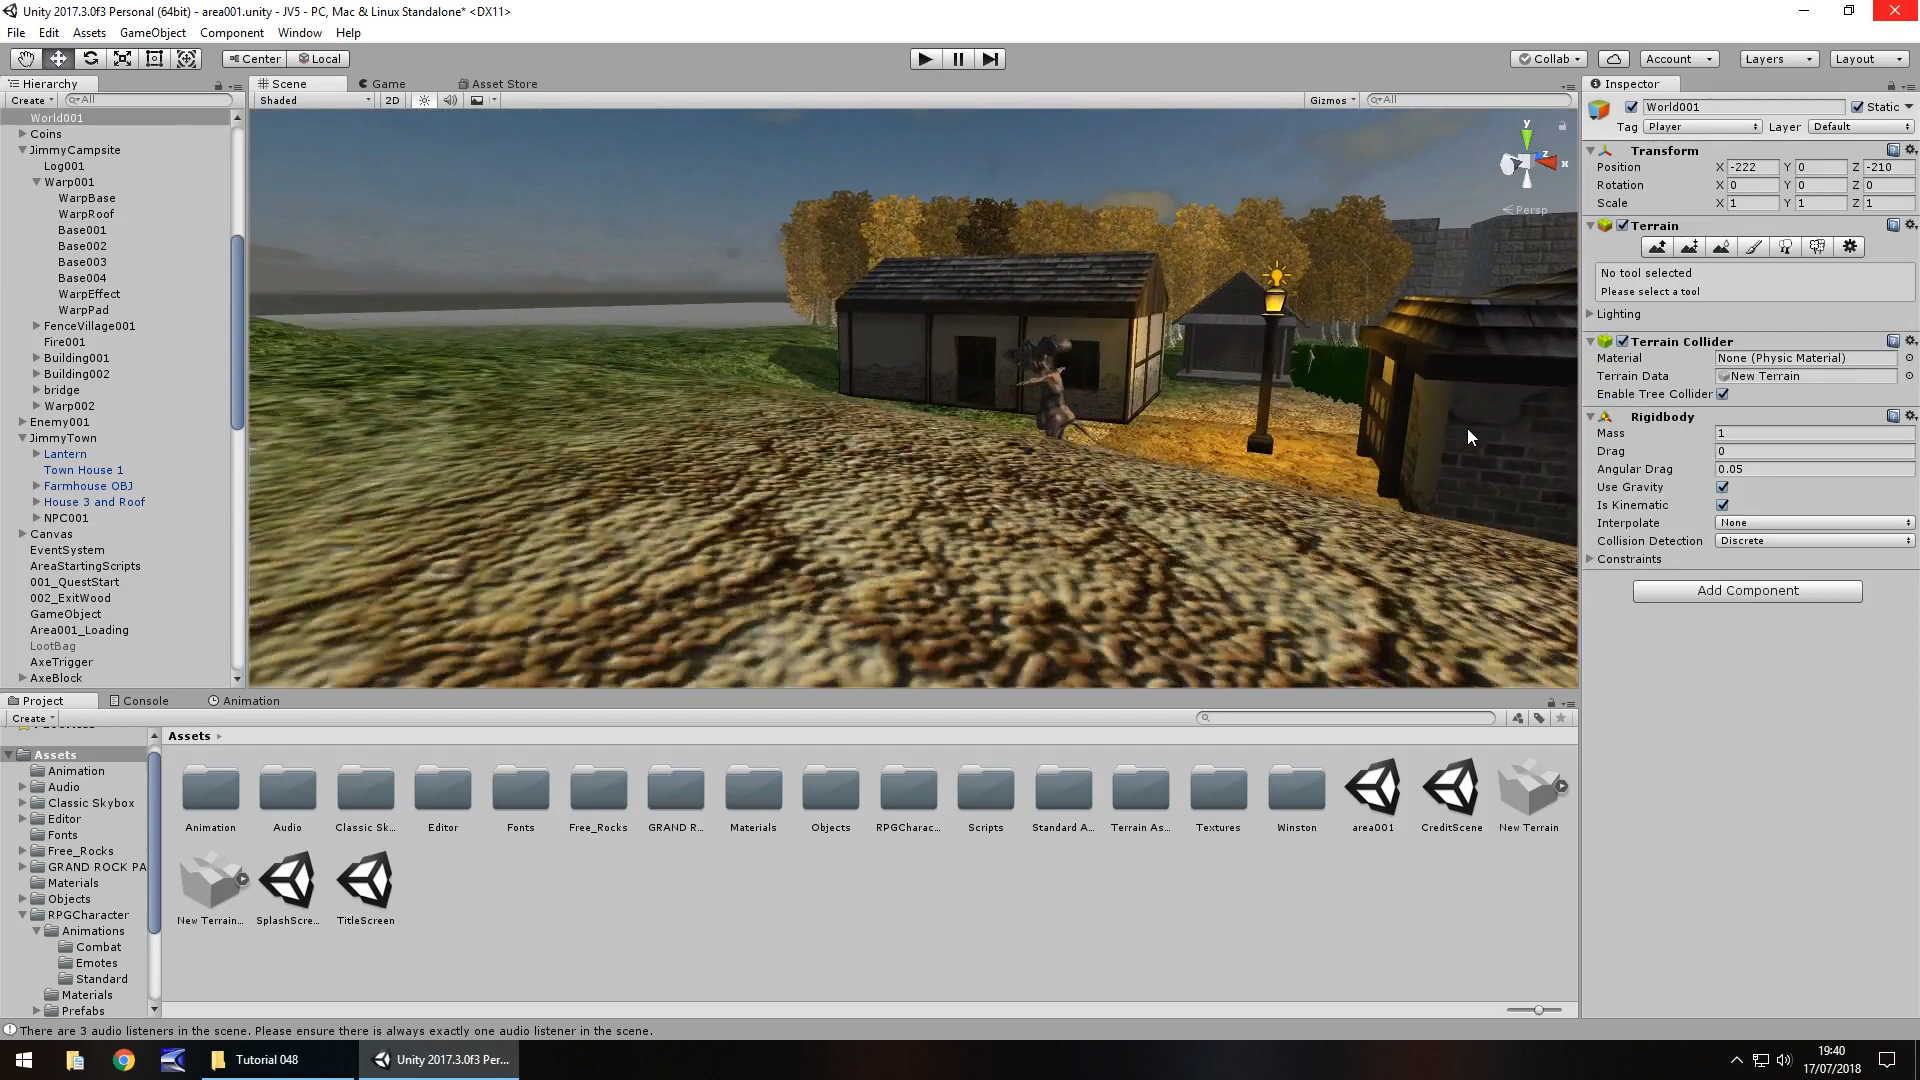 Unity 2017.3.0f3 Personal (64bit) - area001.unity - JV5 - PC, Mac & Linux Standalone* <DX11>
File Edit Assets GameObject Component Window Help
Center Local Collab Account Layers Layout
Hierarchy Scene Game Asset Store Inspector
Create All Shaded 2D Gizmos All World001 Static
Tag Player Layer Default
World001
Coins
JimmyCampsite
Log001
Warp001
WarpBase
WarpRoof
Base001
Base002
Base003
Base004
WarpEffect
WarpPad
FenceVillage001
Fire001
Building001
Building002
bridge
Warp002
Enemy001
JimmyTown
Lantern
Town House 1
Farmhouse OBJ
House 3 and Roof
NPC001
Canvas
EventSystem
AreaStartingScripts
001_QuestStart
002_ExitWood
GameObject
Area001_Loading
LootBag
AxeTrigger
AxeBlock
y
z
x
Persp
Transform
Position X -222 Y 0 Z -210
Rotation X 0 Y 0 Z 0
Scale X 1 Y 1 Z 1
Terrain
No tool selected
Please select a tool
Lighting
Terrain Collider
Material None (Physic Material)
Terrain Data New Terrain
Enable Tree Collider
Rigidbody
Mass 1
Drag 0
Angular Drag 0.05
Use Gravity
Is Kinematic
Interpolate None
Collision Detection Discrete
Constraints
Add Component
Project Console Animation
Create
Assets
Assets
Animation
Audio
Classic Skybox
Editor
Fonts
Free_Rocks
GRAND ROCK PA
Materials
Objects
RPGCharacter
Animations
Combat
Emotes
Standard
Materials
Prefabs
Animation Audio Classic Sk... Editor Fonts Free_Rocks GRAND R... Materials Objects RPGCharac... Scripts Standard A... Terrain As... Textures Winston area001 CreditScene New Terrain
New Terrain... SplashScre... TitleScreen
There are 3 audio listeners in the scene. Please ensure there is always exactly one audio listener in the scene.
Tutorial 048 Unity 2017.3.0f3 Per...
19:40
17/07/2018